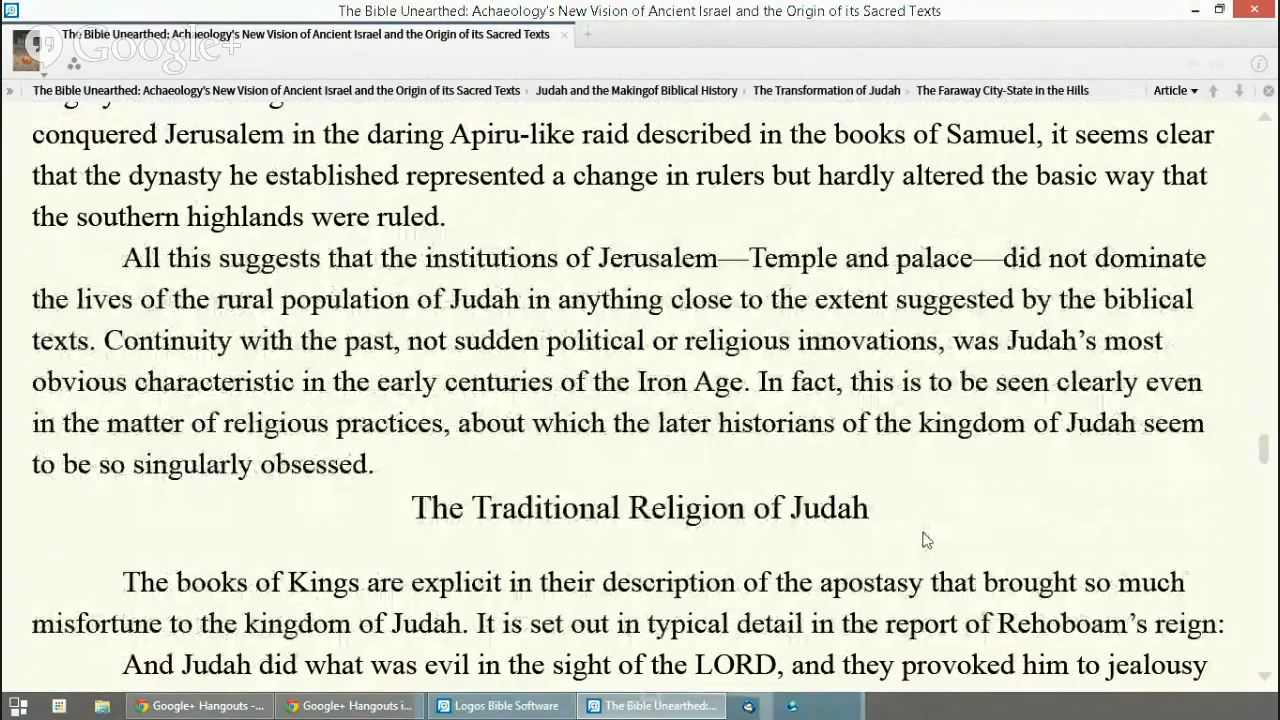 The Bible Unearthed: Achaeology's New Vision of Ancient Israel and the Origin of its Sacred Texts
The Bible Unearthed: Achaeology's New Vision of Ancient Israel and the Origin of its Sacred Texts
Google+
The Bible Unearthed: Achaeology's New Vision of Ancient Israel and the Origin of its Sacred Texts › Judah and the Makingof Biblical History › The Transformation of Judah › The Faraway City-State in the Hills
Article
conquered Jerusalem in the daring Apiru-like raid described in the books of Samuel, it seems clear
that the dynasty he established represented a change in rulers but hardly altered the basic way that
the southern highlands were ruled.
All this suggests that the institutions of Jerusalem—Temple and palace—did not dominate
the lives of the rural population of Judah in anything close to the extent suggested by the biblical
texts. Continuity with the past, not sudden political or religious innovations, was Judah's most
obvious characteristic in the early centuries of the Iron Age. In fact, this is to be seen clearly even
in the matter of religious practices, about which the later historians of the kingdom of Judah seem
to be so singularly obsessed.
The Traditional Religion of Judah
The books of Kings are explicit in their description of the apostasy that brought so much
misfortune to the kingdom of Judah. It is set out in typical detail in the report of Rehoboam's reign:
And Judah did what was evil in the sight of the LORD, and they provoked him to jealousy
Google+ Hangouts -...
Google+ Hangouts i...
Logos Bible Software
The Bible Unearthed:...